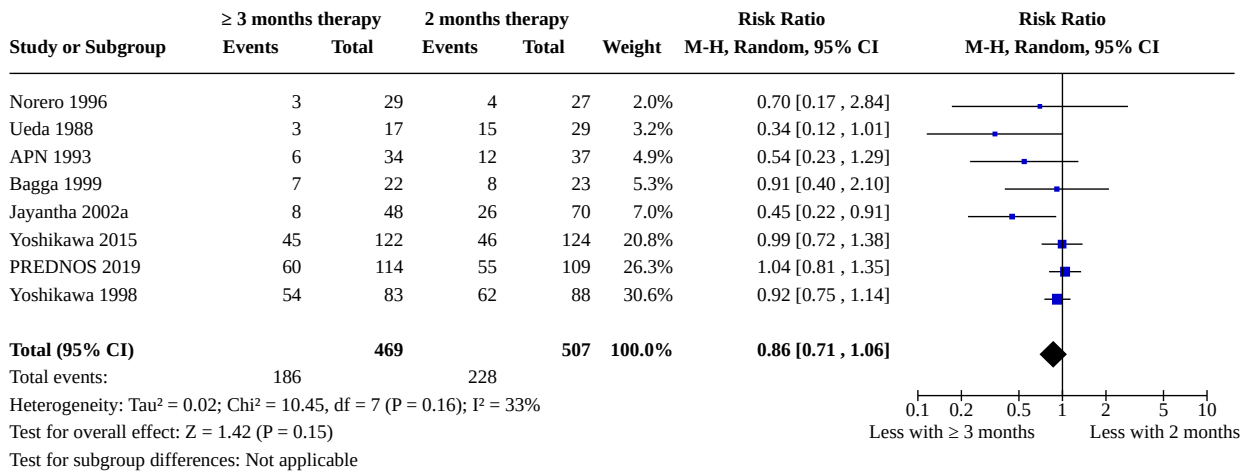 ≥ 3 months therapy 2 months therapy Risk Ratio Risk Ratio
Study or Subgroup Events Total Events Total Weight M-H, Random, 95% CI M-H, Random, 95% CI
Norero 1996 3 29 4 27 2.0% 0.70 [0.17 , 2.84]
Ueda 1988 3 17 15 29 3.2% 0.34 [0.12 , 1.01]
APN 1993 6 34 12 37 4.9% 0.54 [0.23 , 1.29]
Bagga 1999 7 22 8 23 5.3% 0.91 [0.40 , 2.10]
Jayantha 2002a 8 48 26 70 7.0% 0.45 [0.22 , 0.91]
Yoshikawa 2015 45 122 46 124 20.8% 0.99 [0.72 , 1.38]
PREDNOS 2019 60 114 55 109 26.3% 1.04 [0.81 , 1.35]
Yoshikawa 1998 54 83 62 88 30.6% 0.92 [0.75 , 1.14]
Total (95% CI) 469 507 100.0% 0.86 [0.71 , 1.06]
Total events: 186 228
Heterogeneity: Tau² = 0.02; Chi² = 10.45, df = 7 (P = 0.16); I² = 33%
0.1 0.2 0.5 1 2 5 10
Test for overall effect: Z = 1.42 (P = 0.15) Less with ≥ 3 months Less with 2 months
Test for subgroup differences: Not applicable